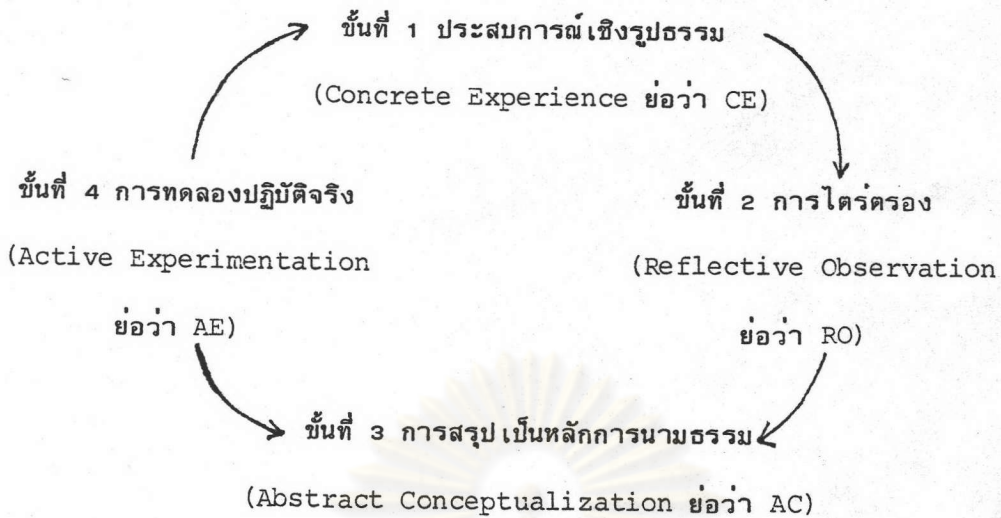 ขั้นที่ 1 ประสบการณ์เชิงรูปธรรม
(Concrete Experience ย่อว่า CE)
ขั้นที่ 4 การทดลองปฏิบัติจริง
(Active Experimentation
ย่อว่า AE)
ขั้นที่ 2 การไตร่ตรอง
(Reflective Observation
ย่อว่า RO)
ขั้นที่ 3 การสรุปเป็นหลักการนามธรรม
(Abstract Conceptualization ย่อว่า AC)